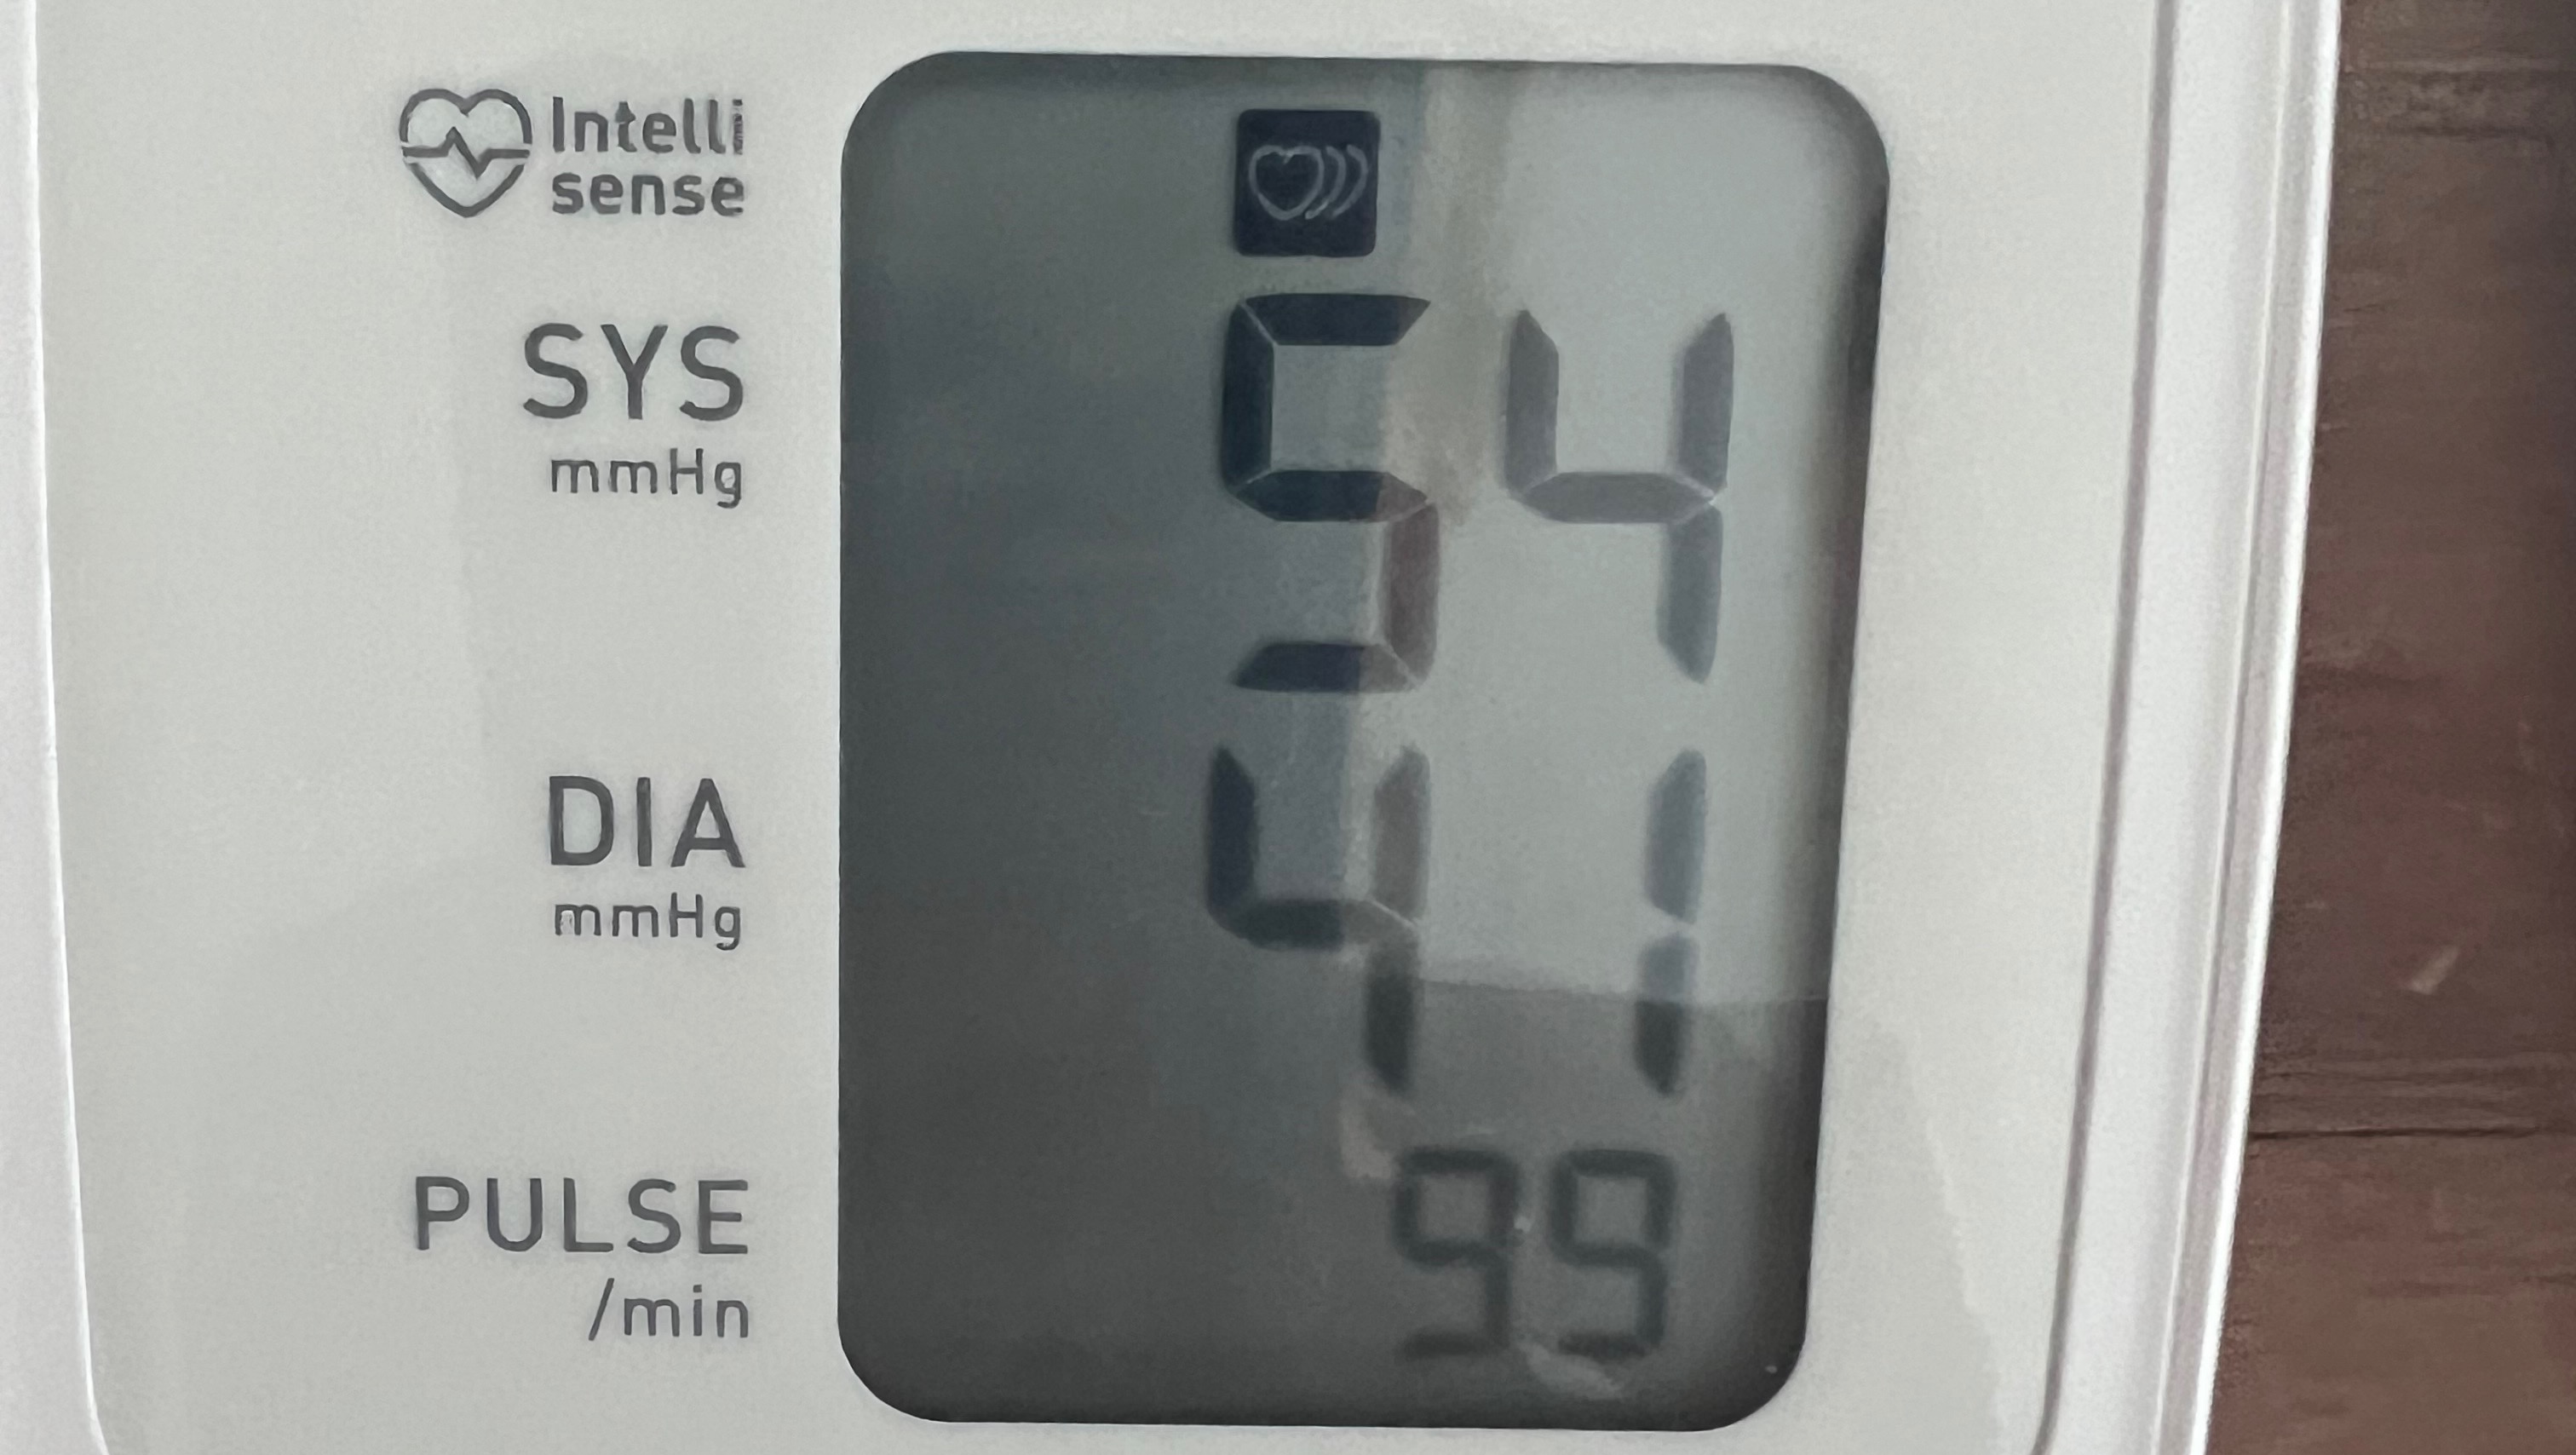 Intelli
sense
SYS
mmHg
54
DIA
mmHg
41
PULSE
/min
99